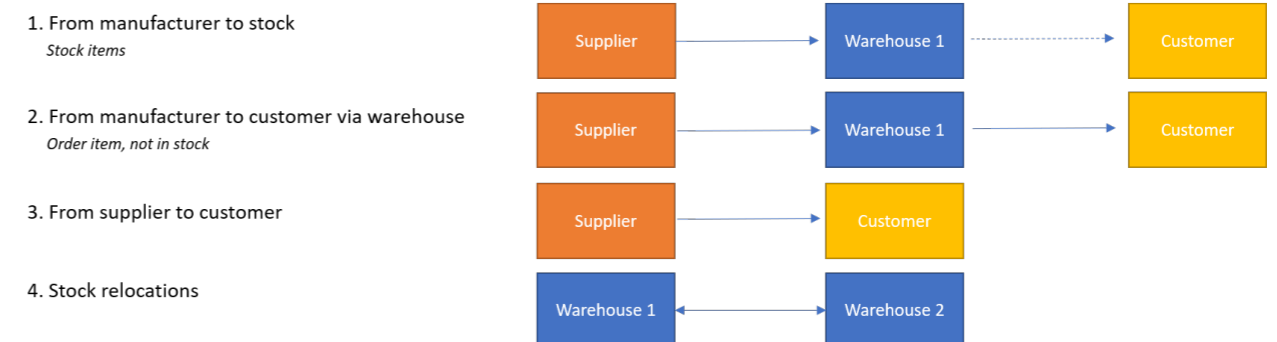 1. From manufacturer to stock
Stock items
Supplier
Warehouse 1
Customer
2. From manufacturer to customer via warehouse
Order item, not in stock
Supplier
Warehouse 1
Customer
3. From supplier to customer
Supplier
Customer
4. Stock relocations
Warehouse 1
Warehouse 2